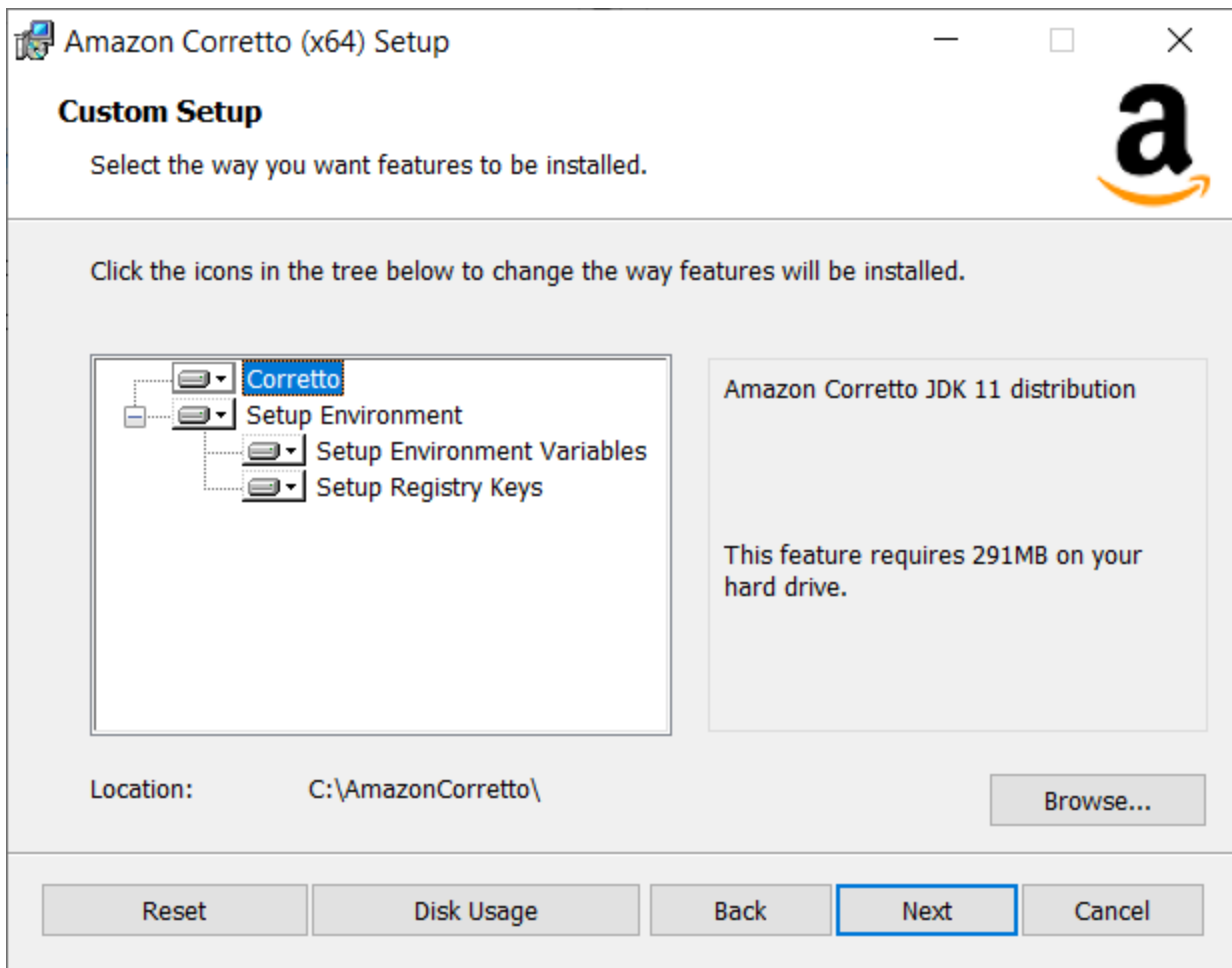 Amazon Corretto (x64) Setup
Custom Setup
Select the way you want features to be installed.
a
Click the icons in the tree below to change the way features will be installed.
Corretto
Setup Environment
Setup Environment Variables
Setup Registry Keys
Amazon Corretto JDK 11 distribution
This feature requires 291MB on your
hard drive.
Location: C:\AmazonCorretto\
Browse...
Reset Disk Usage Back Next Cancel